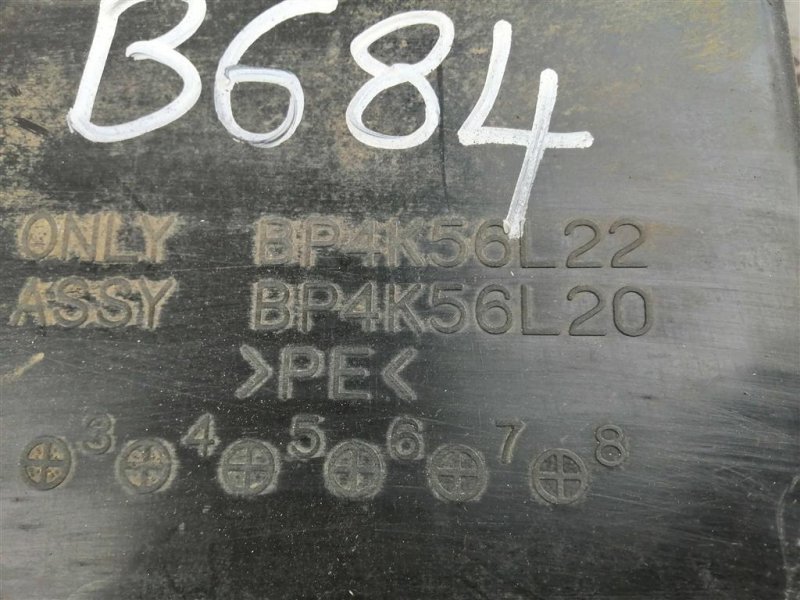 B684
ONLY BP4K56L22
ASSY BP4K56L20
>PE<
3 4 5 6 7 8